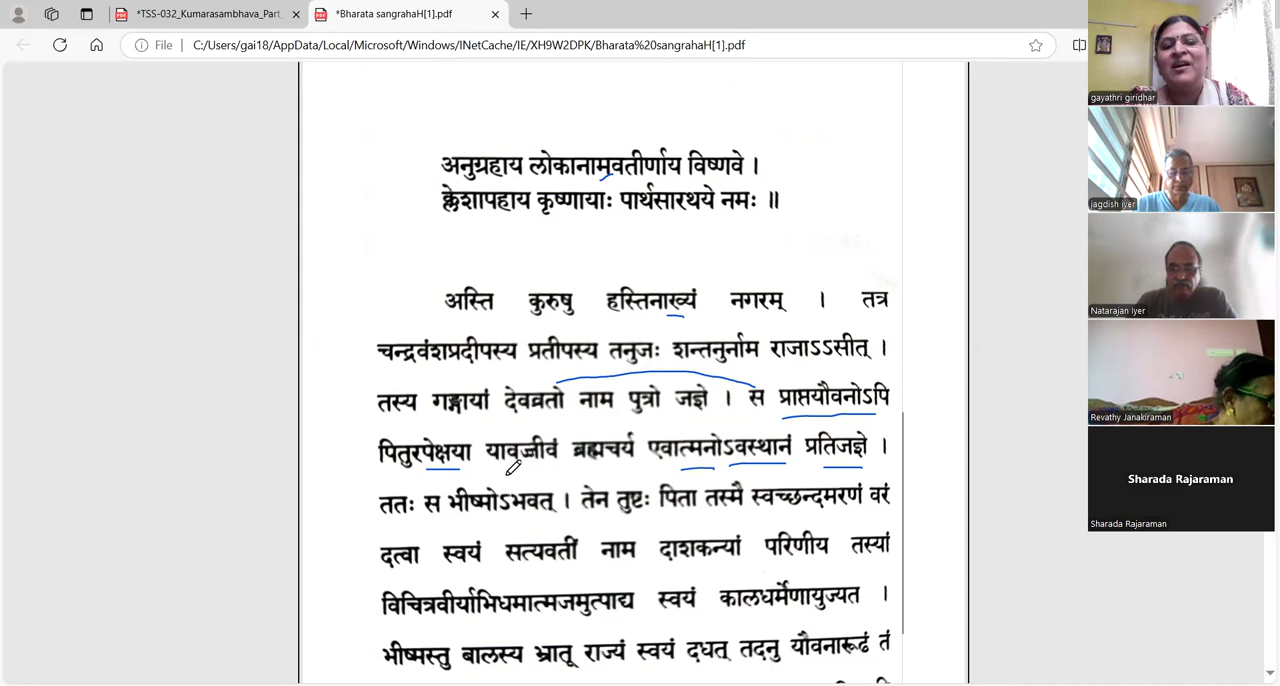 *TSS-032_Kumarasambhava_Part_
*Bharata sangrahaH[1].pdf
File
C:/Users/gai18/AppData/Local/Microsoft/Windows/INetCache/IE/XH9W2DPK/Bharata%20sangrahaH[1].pdf
अनुग्रहाय लोकानामवतीर्णाय विष्णवे ।
क्लेशापहाय कृष्णायाः पार्थसारथये नमः ॥
अस्ति कुरुषु हस्तिनाख्यं नगरम् । तत्र
चन्द्रवंशप्रदीपस्य प्रतीपस्य तनुजः शन्तनुर्नाम राजाऽऽसीत् ।
तस्य गङ्गायां देवव्रतो नाम पुत्रो जज्ञे । स प्राप्तयौवनोऽपि
पितुरपेक्षया यावज्जीवं ब्रह्मचर्य एवात्मनोऽवस्थानं प्रतिजज्ञे ।
ततः स भीष्मोऽभवत् । तेन तुष्टः पिता तस्मै स्वच्छन्दमरणं वरं
दत्वा स्वयं सत्यवतीं नाम दाशकन्यां परिणीय तस्यां
विचित्रवीर्याभिधमात्मजमुत्पाद्य स्वयं कालधर्मेणायुज्यत ।
भीष्मस्तु बालस्य भ्रातू राज्यं स्वयं दधत् तदनु यौवनारूढं तं
gayathri giridhar
jagdish iyer
Natarajan Iyer
Revathy Janakiraman
Sharada Rajaraman
Sharada Rajaraman